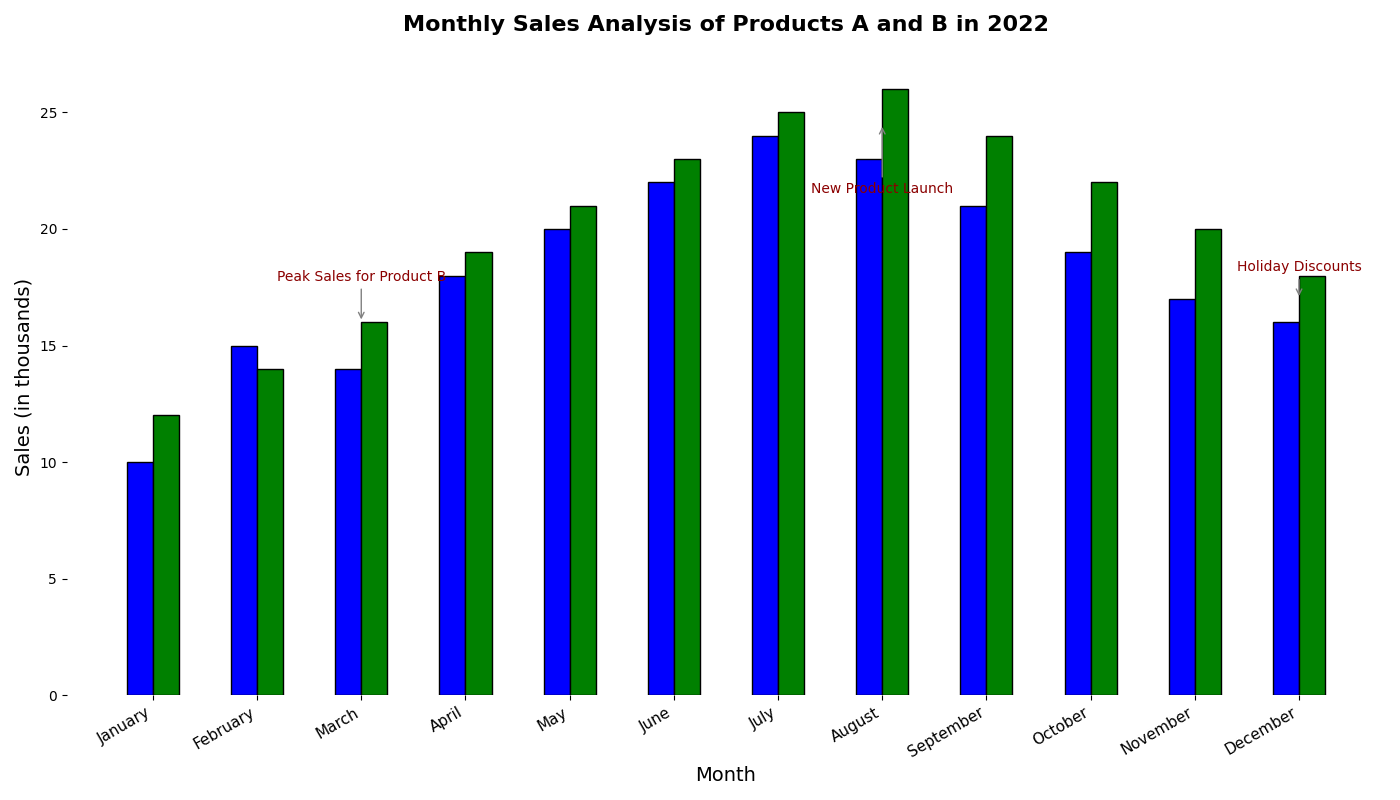 Monthly Sales Analysis of Products A and B in 2022
Sales (in thousands)
25
20
15
10
5
0
Peak Sales for Product B
New Product Launch
Holiday Discounts
January
February
March
April
May
June
July
August
September
October
November
December
Month